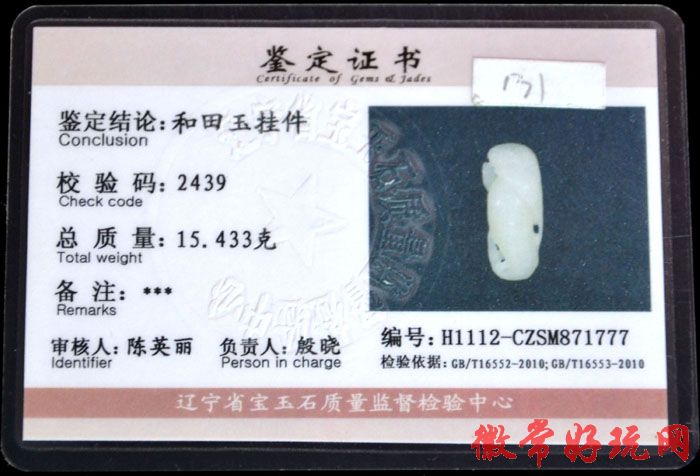 鉴定证书
Certificate of Gems & Jades
鉴定结论:和田玉挂件
Conclusion
校验码:2439
Check code
总质量:15.433克
Total weight
备注:***
Remarks
审核人:陈英丽 负责人:殷晓
Identifier Person in charge
编号:H1112-CZSM871777
检验依据:GB/T16552-2010;GB/T16553-2010
辽宁省宝玉石质量监督检验中心
徽常好玩网